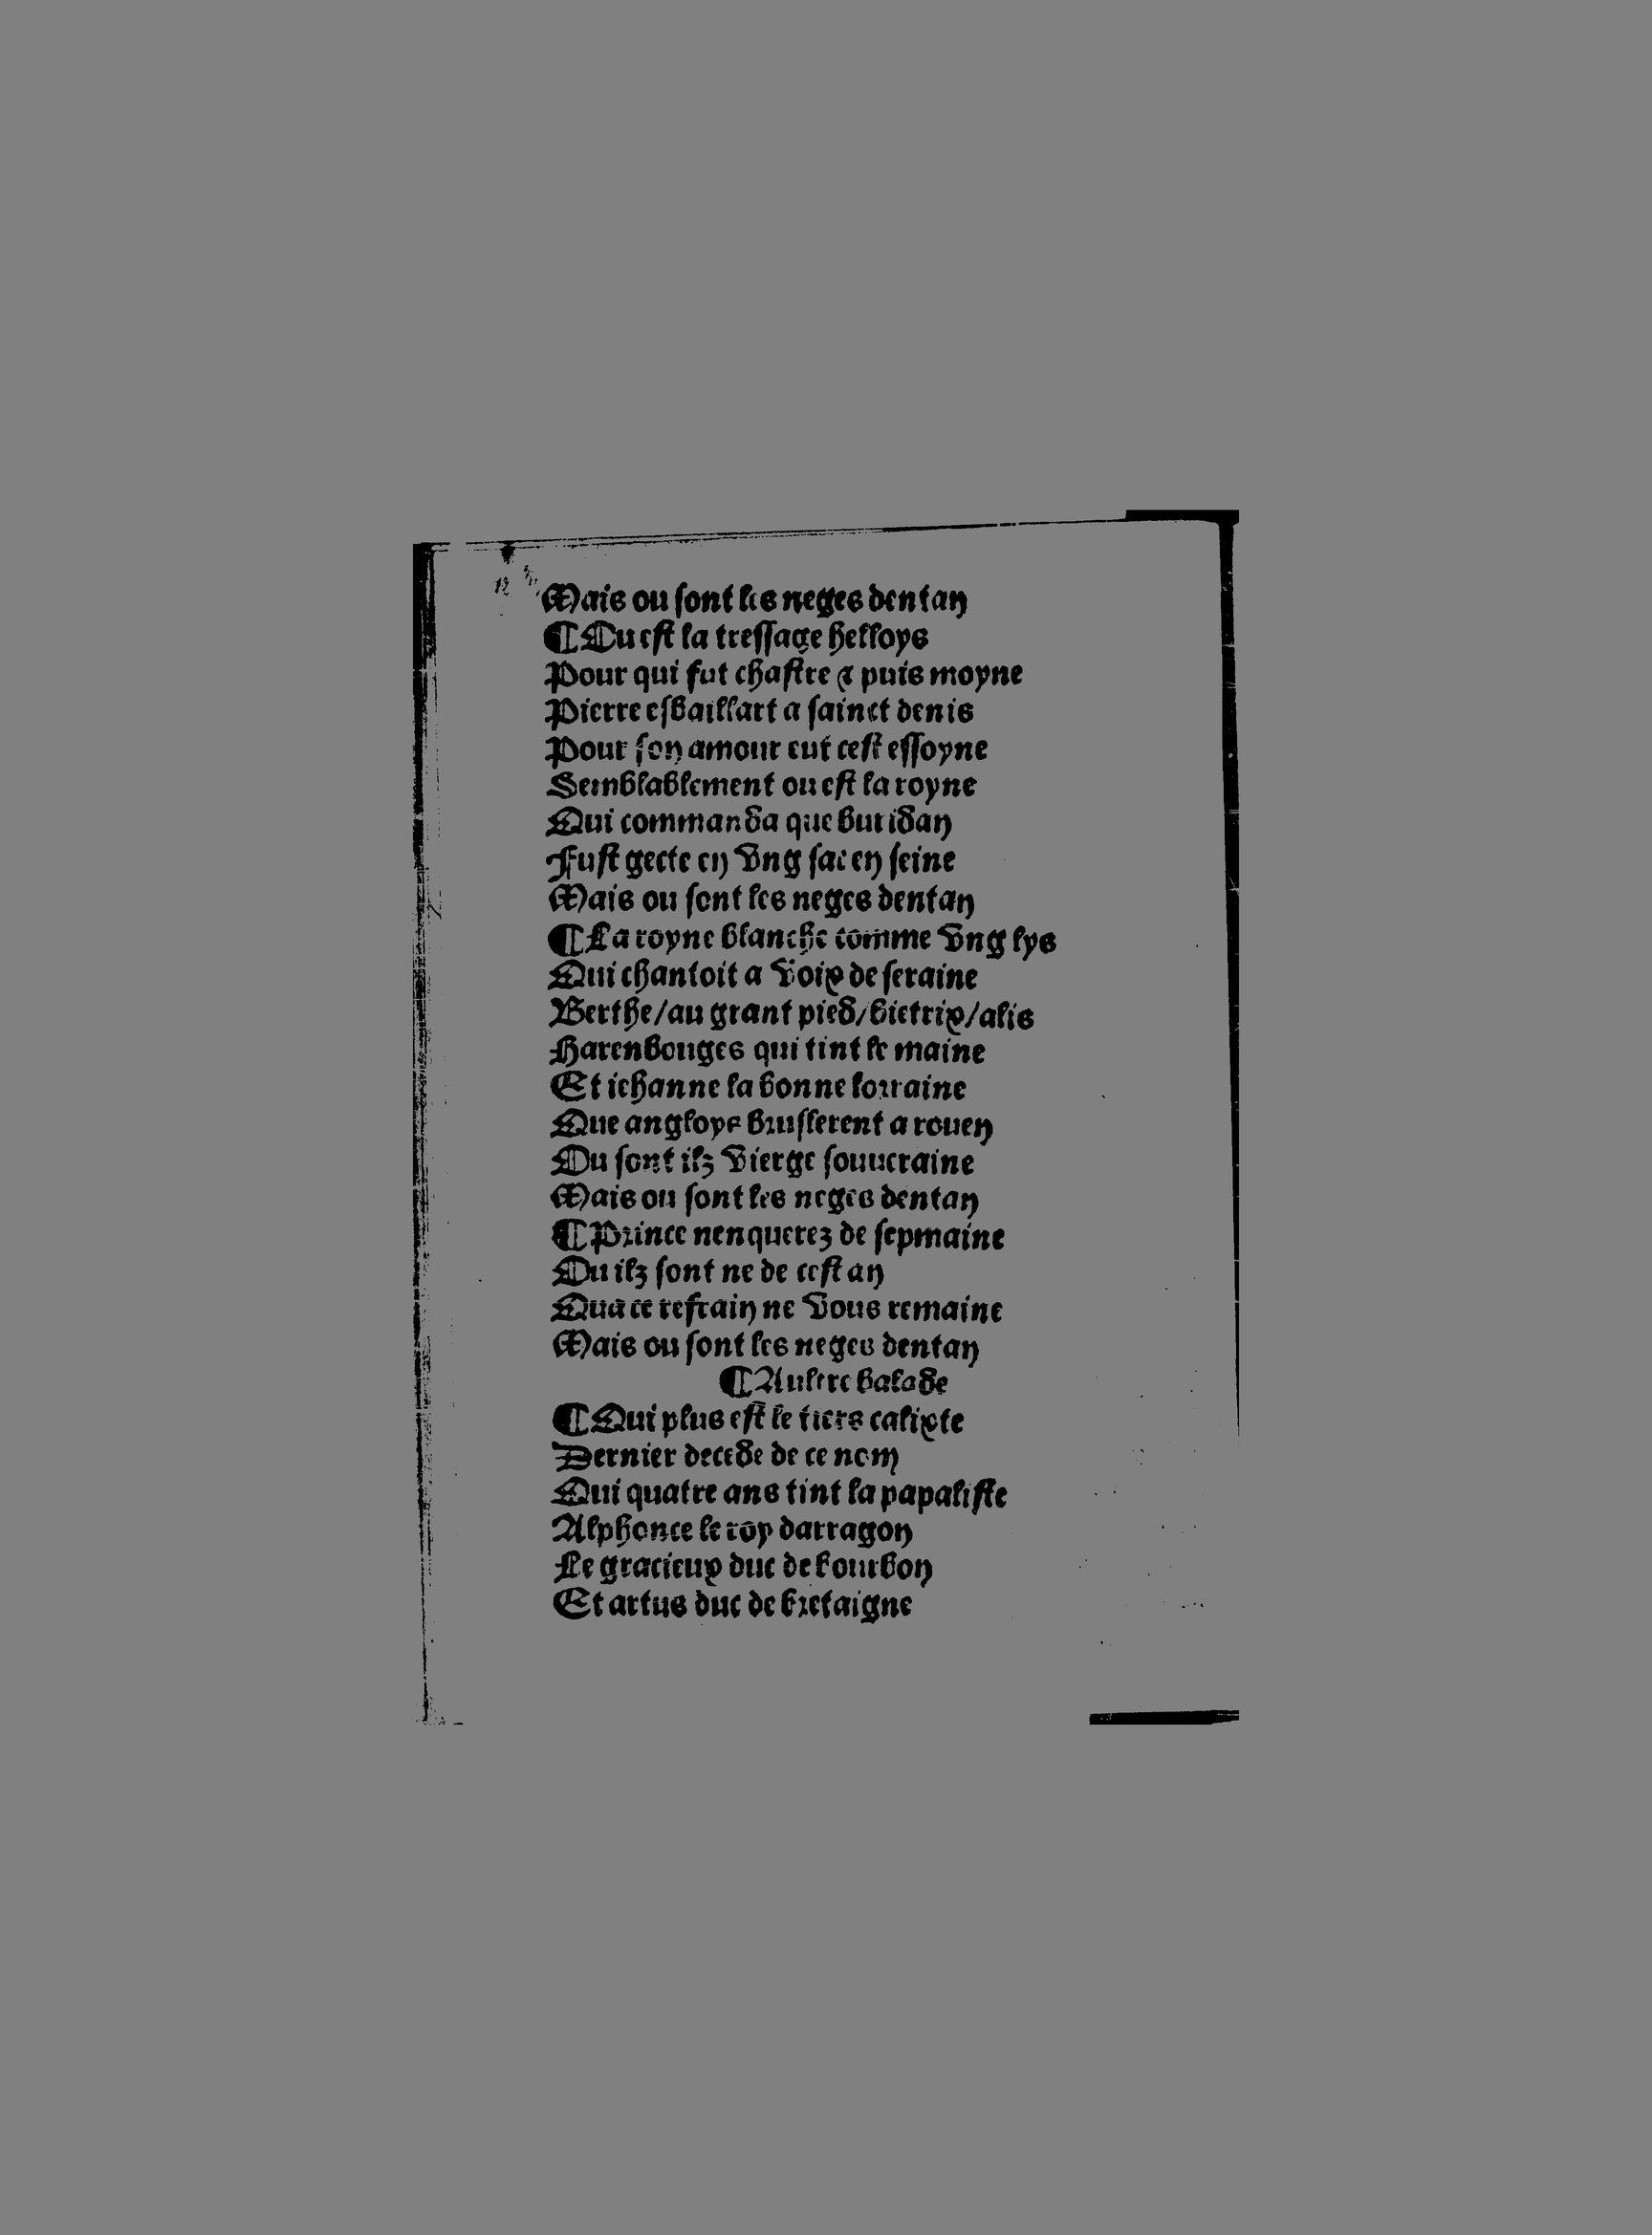 Mais ou sont les neges dentan
¶ Ou est la tressage helloys
Pour qui fut chastre & puis moyne
Pierre esbaillart a sainct denis
Pour son amour eut cest essoyne
Semblablement ou est la royne
Qui commanda que buridan
Fust gecte en vng sac en seine
Mais ou sont les neges dentan
¶ La royne blanche comme vng lys
Qui chantoit a voix de seraine
Berthe/au grant pied/bietrix/alis
Harenbouges qui tint le maine
Et iehanne la bonne lorraine
Que angloys bruslerent a rouen
Ou sont ilz vierge souueraine
Mais ou sont les neges dentan
¶ Prince nenquerez de sepmaine
Ou ilz sont ne de cest an
Qua ce refrain ne vous remaine
Mais ou sont les neges dentan
¶ Aultre balade
¶ Qui plus est le tiers calixte
Dernier decede de ce nom
Qui quatre ans tint la papaliste
Alphonce le roy darragon
Le gracieux duc de bourbon
Et artus duc de bretaigne